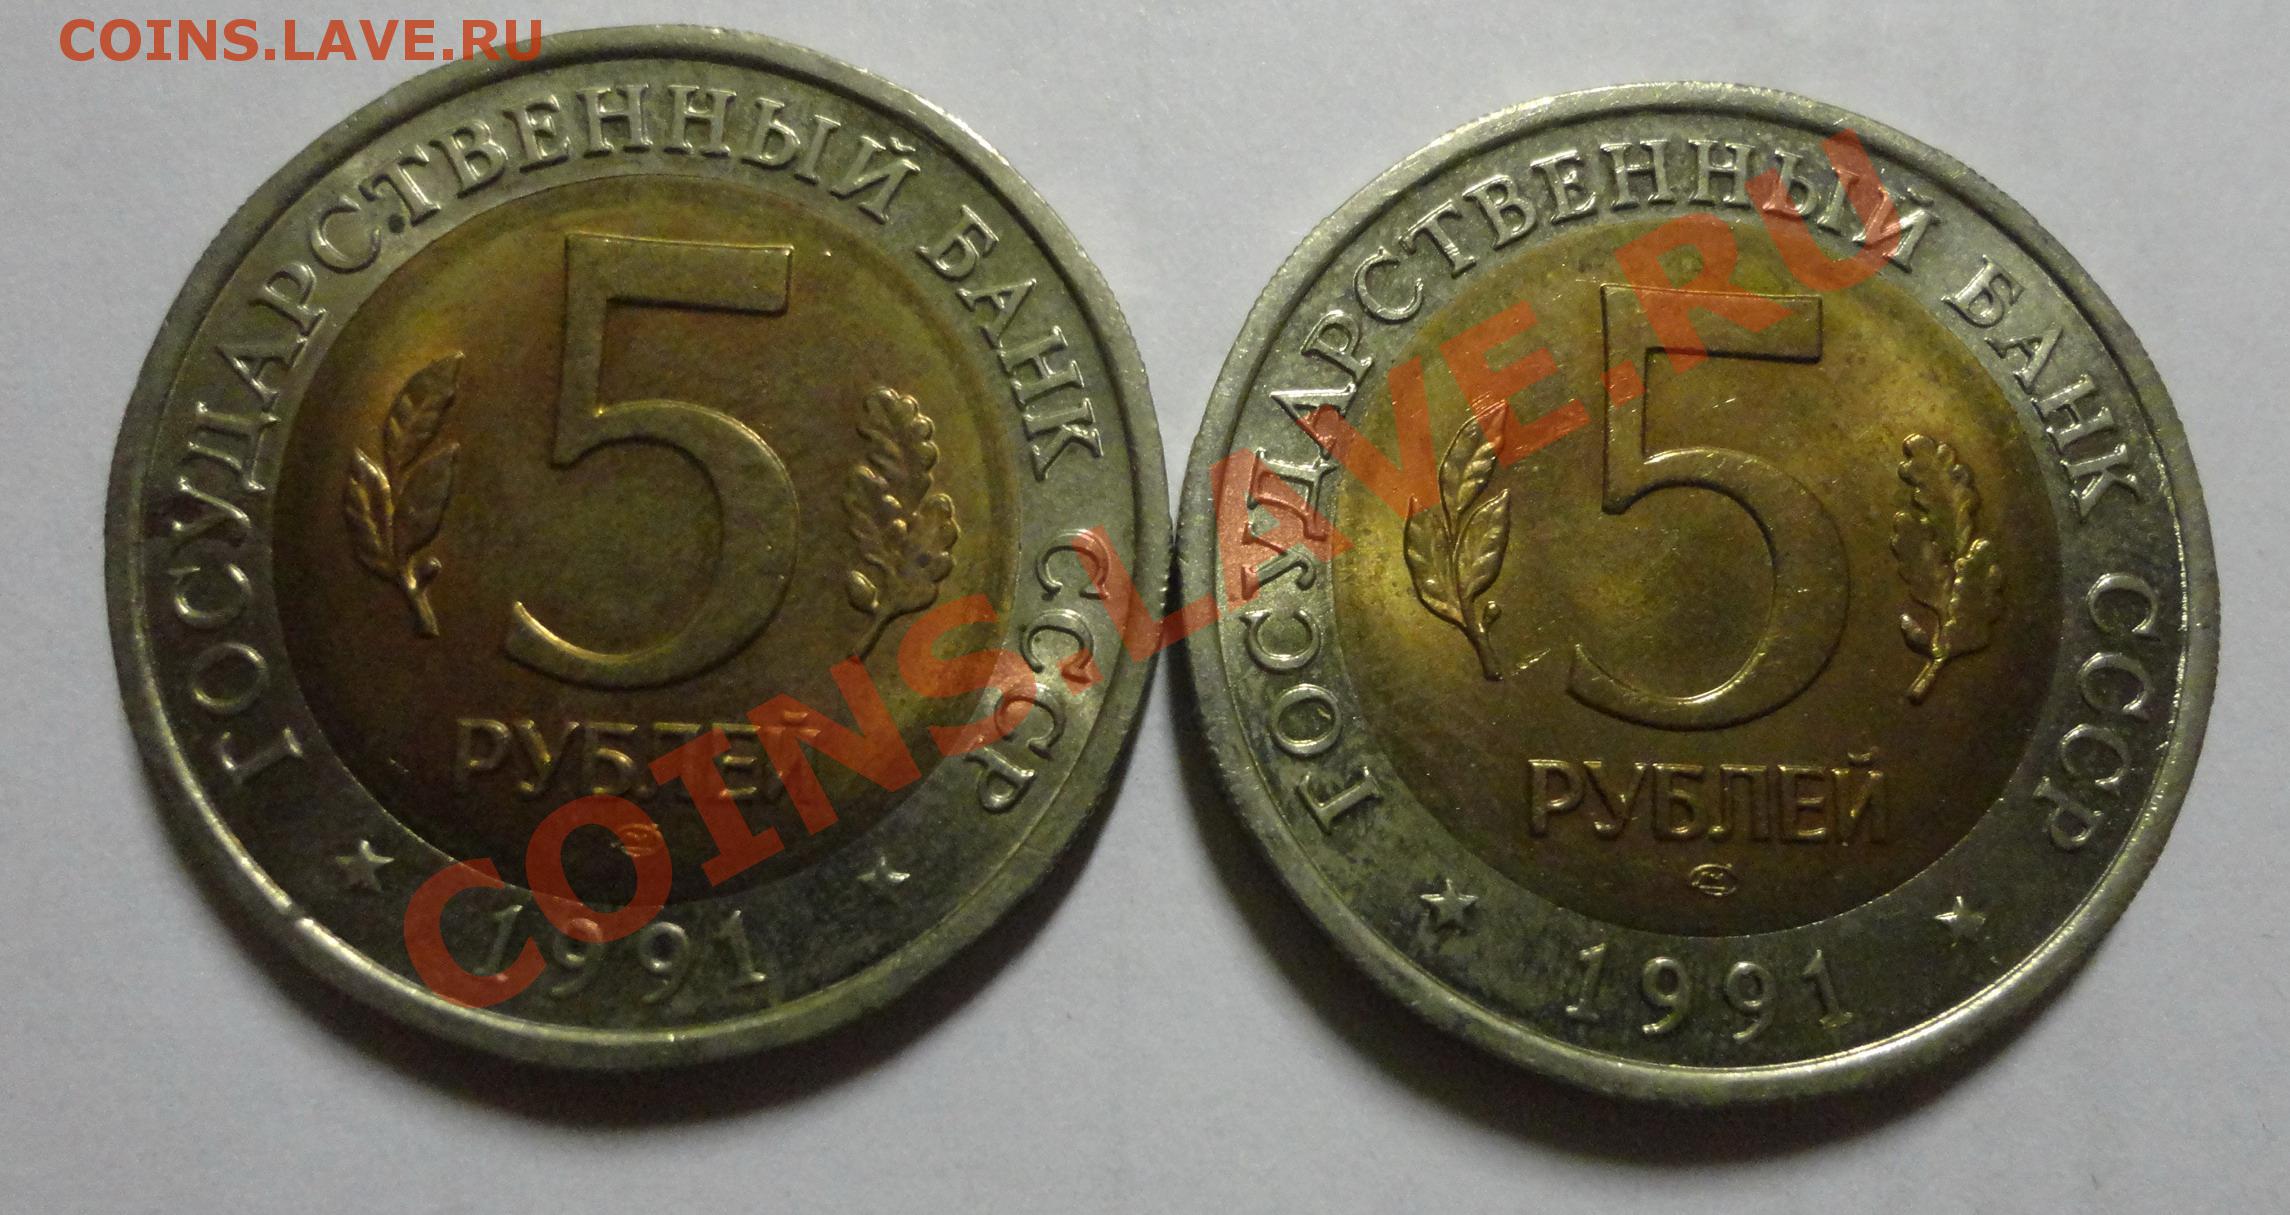 COINS.LAVE.RU
ГОСУДАРСТВЕННЫЙ БАНК СССР
5
РУБЛЕЙ
1991
ГОСУДАРСТВЕННЫЙ БАНК СССР
5
РУБЛЕЙ
1991
COINS.LAVE.RU